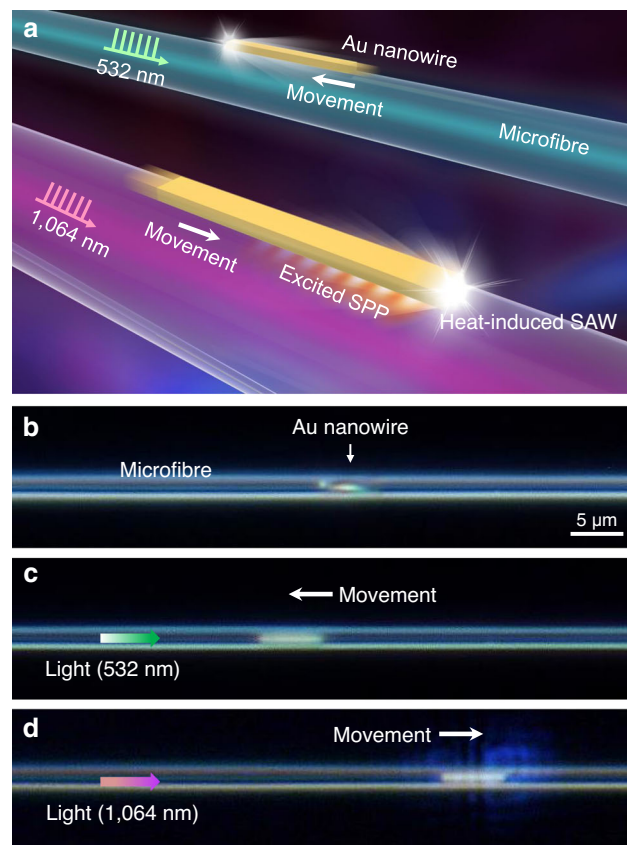 a
532 nm
Au nanowire
Movement
Microfibre
1,064 nm
Movement
Excited SPP
Heat-induced SAW
b
Au nanowire
Microfibre
5 µm
c
Movement
Light (532 nm)
d
Movement
Light (1,064 nm)